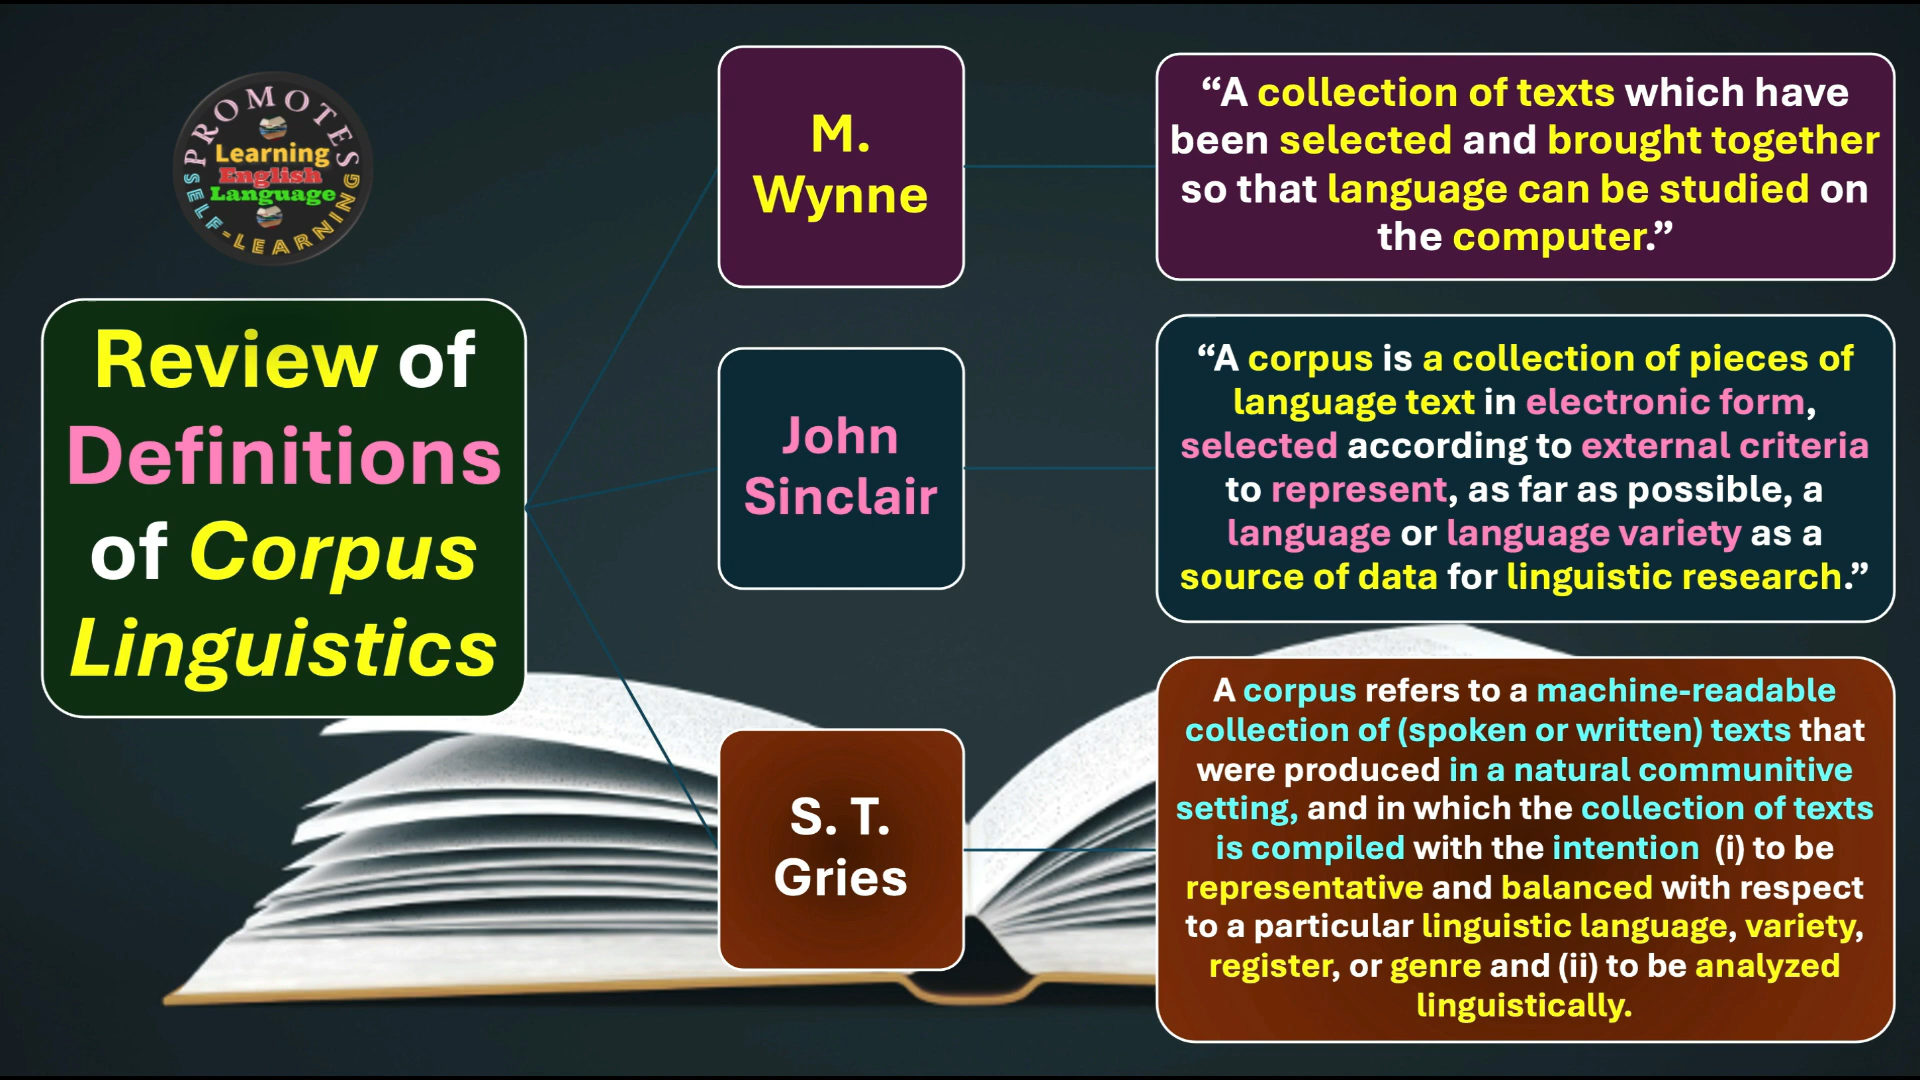 PROMOTES
Learning
English
Language
SELF-LEARNING
Review of
Definitions
of Corpus
Linguistics
M.
Wynne
“A collection of texts which have
been selected and brought together
so that language can be studied on
the computer.”
John
Sinclair
“A corpus is a collection of pieces of
language text in electronic form,
selected according to external criteria
to represent, as far as possible, a
language or language variety as a
source of data for linguistic research.”
S. T.
Gries
A corpus refers to a machine-readable
collection of (spoken or written) texts that
were produced in a natural communitive
setting, and in which the collection of texts
is compiled with the intention (i) to be
representative and balanced with respect
to a particular linguistic language, variety,
register, or genre and (ii) to be analyzed
linguistically.